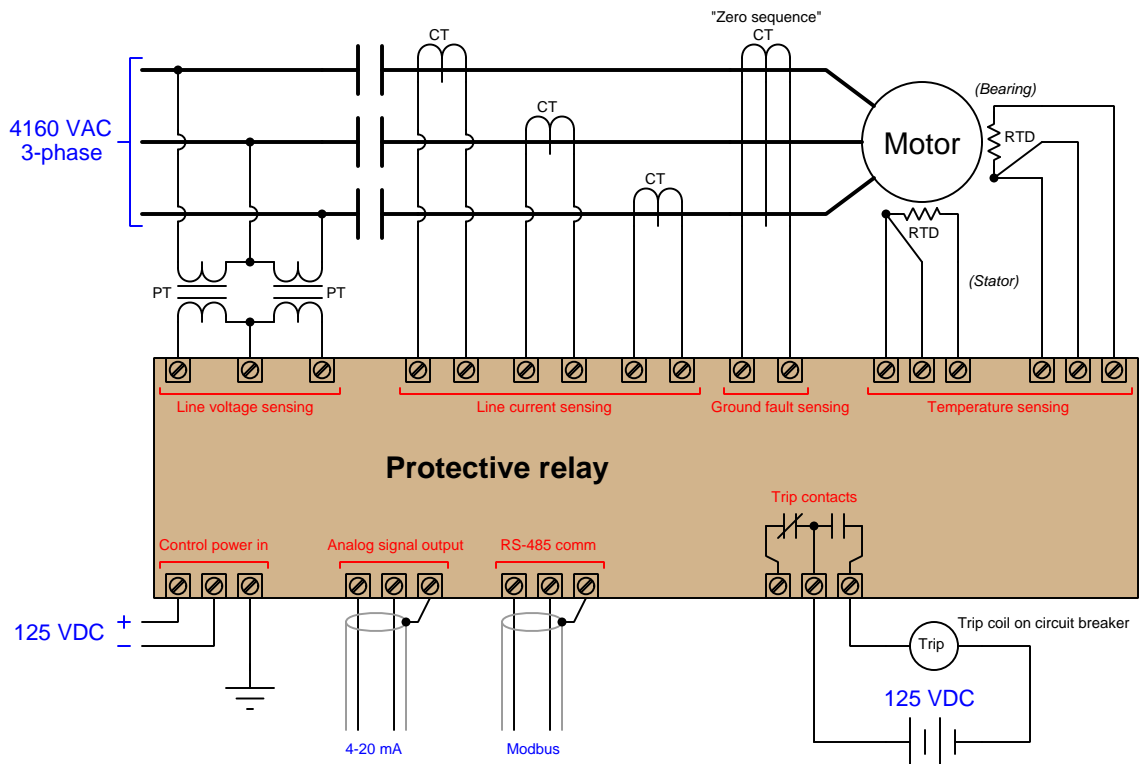 "Zero sequence"
CT
CT
CT
CT
4160 VAC
3-phase
Motor
(Bearing)
RTD
RTD
(Stator)
PT
PT
Line voltage sensing
Line current sensing
Ground fault sensing
Temperature sensing
Protective relay
Trip contacts
Control power in
Analog signal output
RS-485 comm
125 VDC
+
−
4-20 mA
Modbus
Trip coil on circuit breaker
Trip
125 VDC